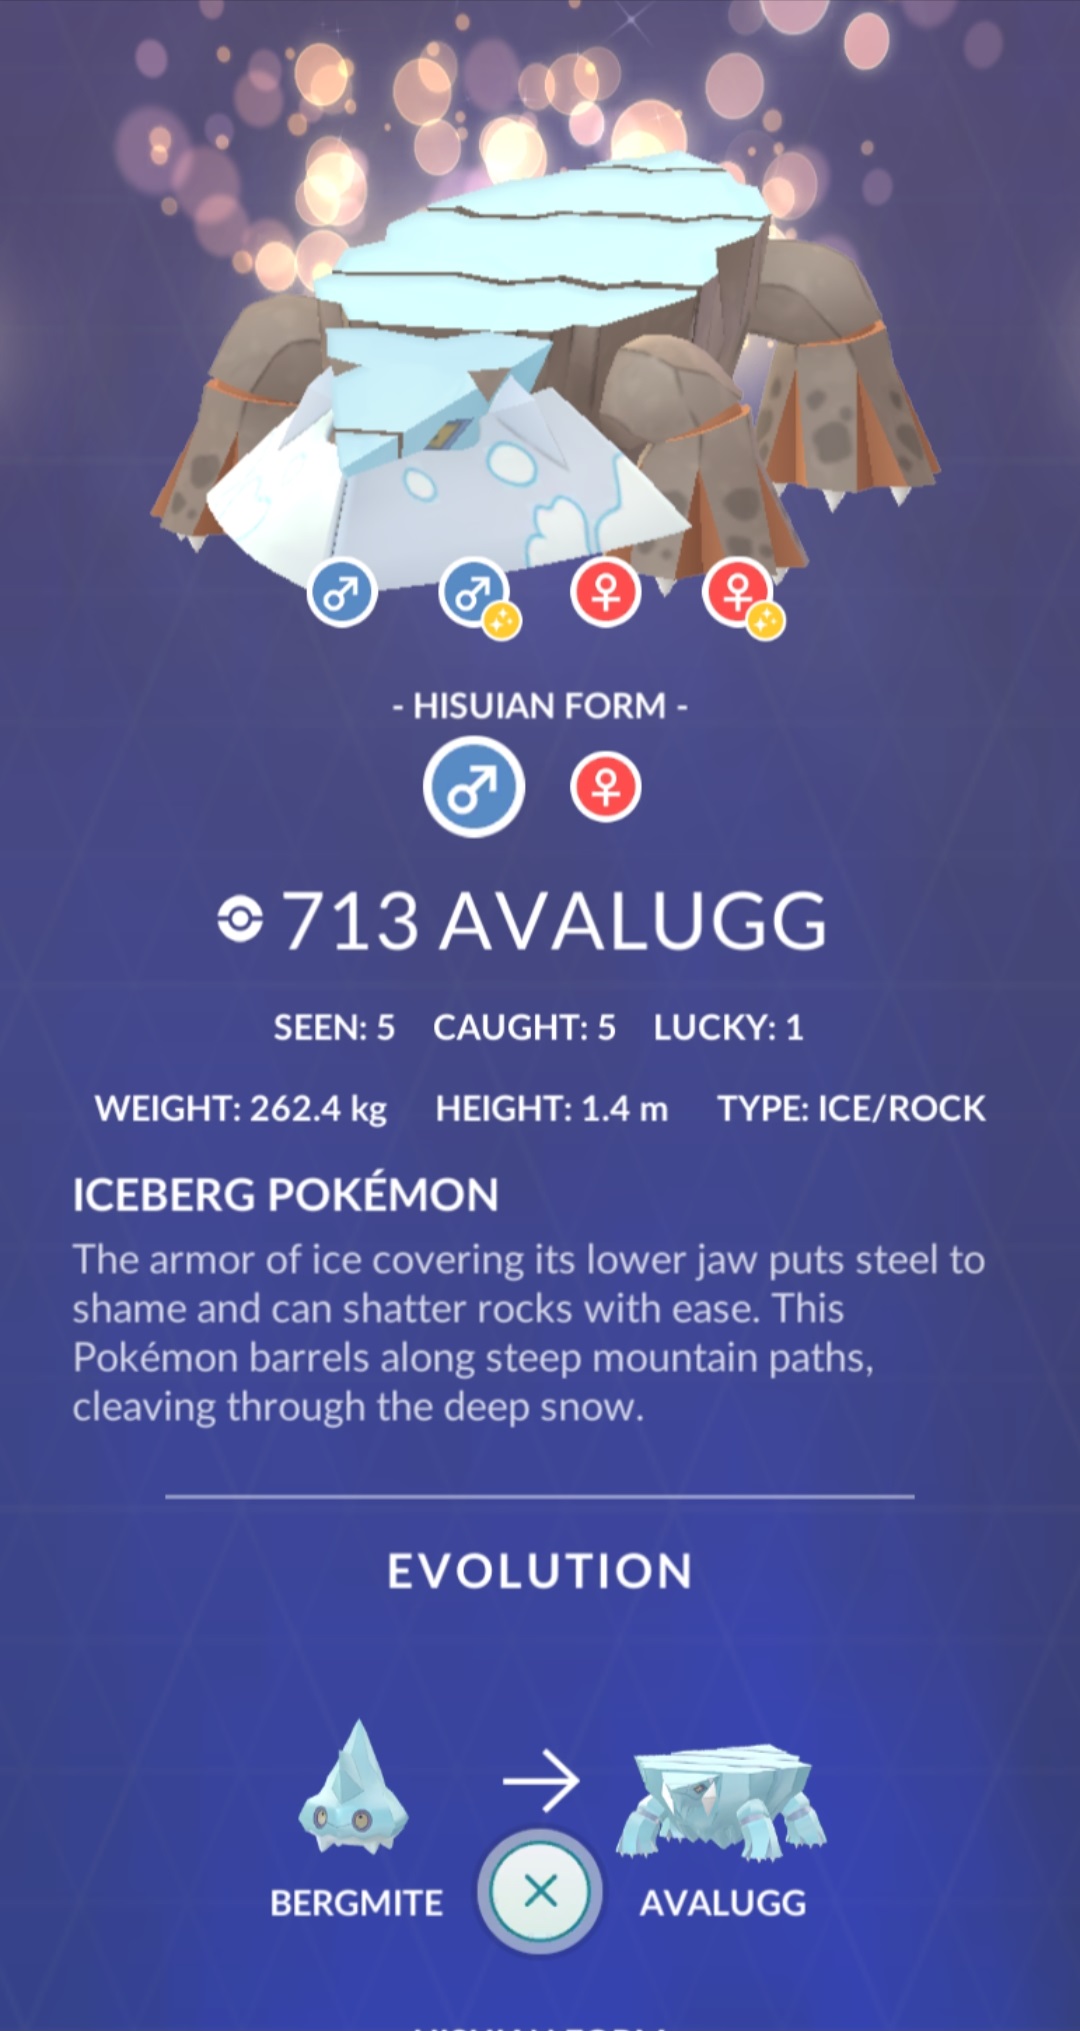 - HISUIAN FORM -
713 AVALUGG
SEEN: 5 CAUGHT: 5 LUCKY: 1
WEIGHT: 262.4 kg HEIGHT: 1.4 m TYPE: ICE/ROCK
ICEBERG POKÉMON
The armor of ice covering its lower jaw puts steel to
shame and can shatter rocks with ease. This
Pokémon barrels along steep mountain paths,
cleaving through the deep snow.
EVOLUTION
BERGMITE AVALUGG